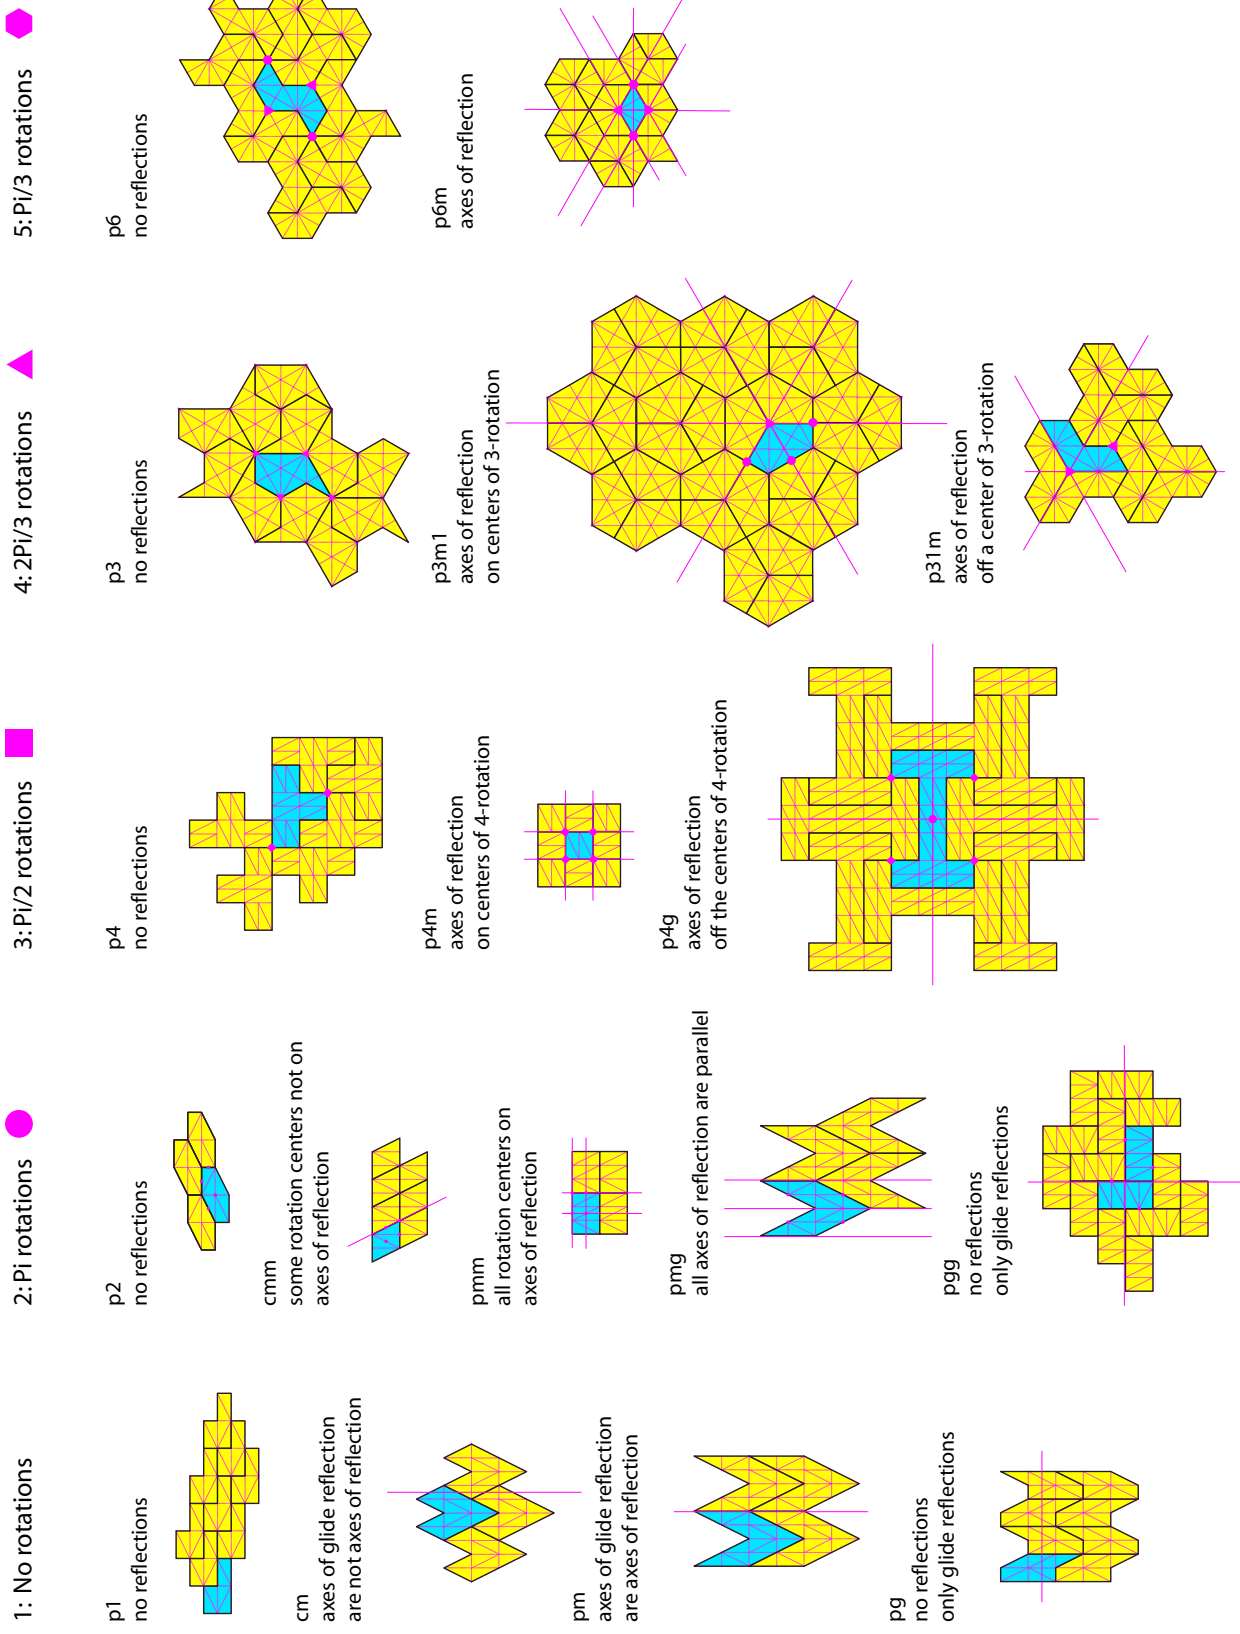 1: No rotations
p1
no reflections
cm
axes of glide reflection
are not axes of reflection
pm
axes of glide reflection
are axes of reflection
pg
no reflections
only glide reflections
2: Pi rotations
p2
no reflections
cmm
some rotation centers not on
axes of reflection
pmm
all rotation centers on
axes of reflection
pmg
all axes of reflection are parallel
pgg
no reflections
only glide reflections
3: Pi/2 rotations
p4
no reflections
p4m
axes of reflection
on centers of 4-rotation
p4g
axes of reflection
off the centers of 4-rotation
4: 2Pi/3 rotations
p3
no reflections
p3m1
axes of reflection
on centers of 3-rotation
p31m
axes of reflection
off a center of 3-rotation
5: Pi/3 rotations
p6
no reflections
p6m
axes of reflection